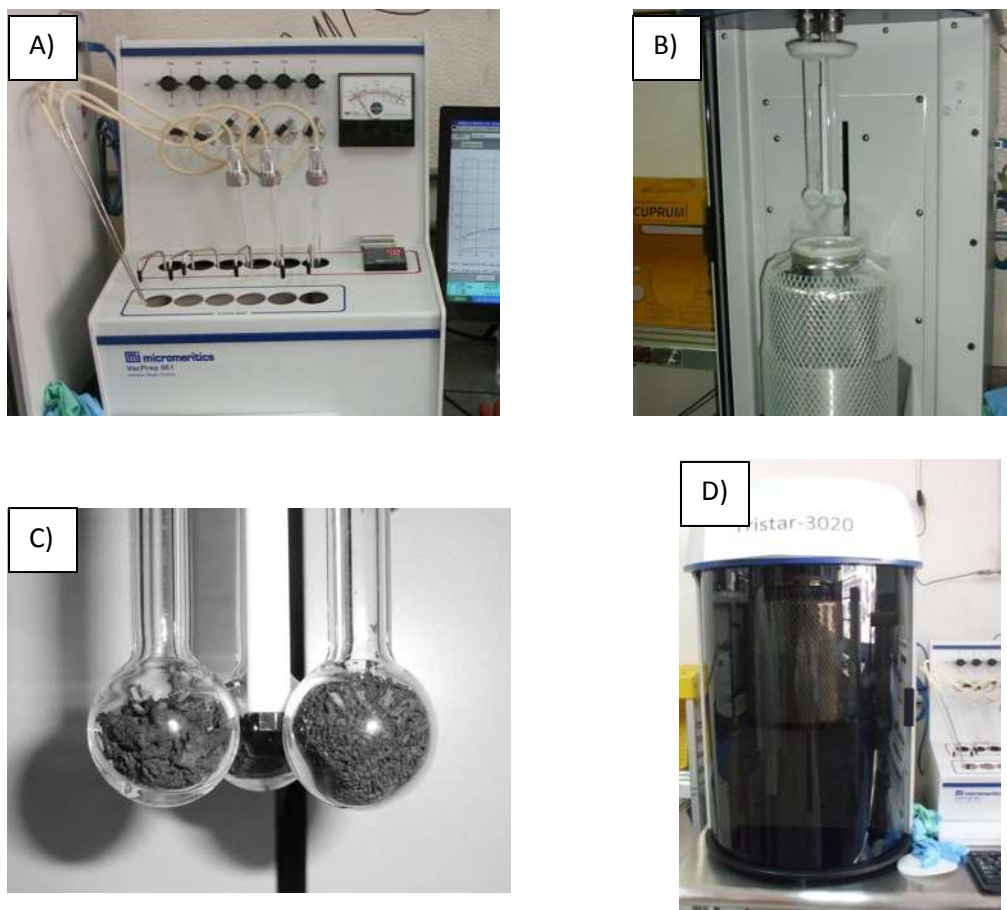 A)
B)
CUPRUM
micromeritics
VacPrep 061
C)
D)
Tristar-3020
micromeritics